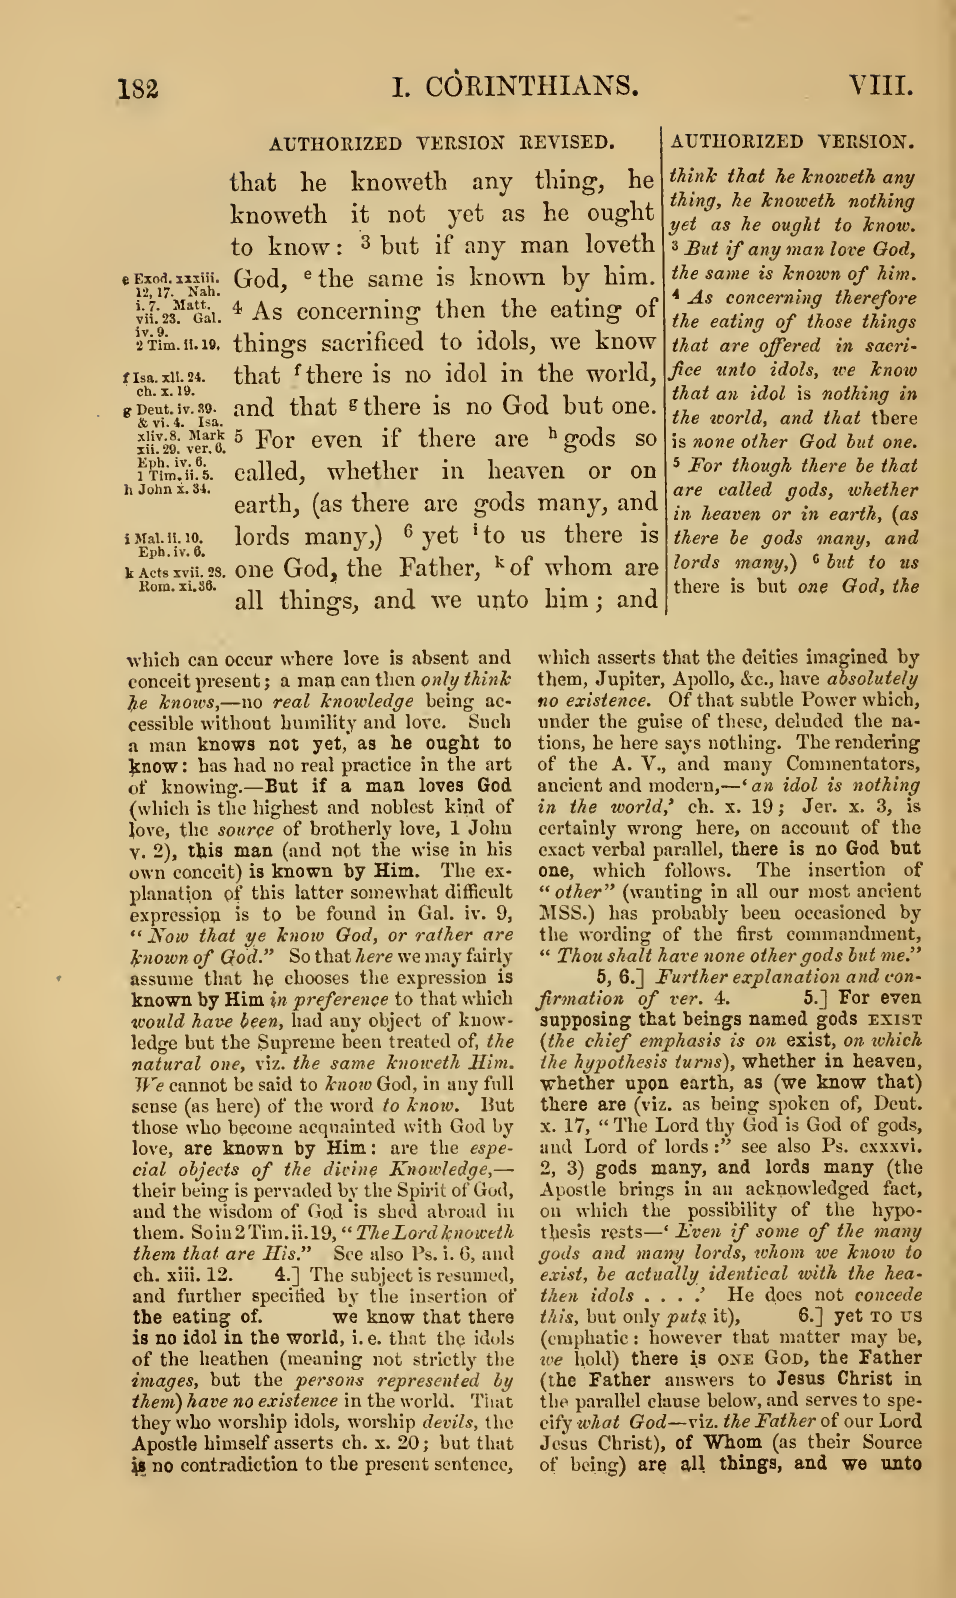 182 I. CORINTHIANS. VIII.
AUTHORIZED VERSION REVISED.
that he knoweth any thing, he
knoweth it not yet as he ought
to know: 3 but if any man loveth
God, e the same is known by him.
4 As concerning then the eating of
things sacrificed to idols, we know
that f there is no idol in the world,
and that g there is no God but one.
5 For even if there are h gods so
called, whether in heaven or on
earth, (as there are gods many, and
lords many,) 6 yet i to us there is
one God, the Father, k of whom are
all things, and we unto him; and
e Exod. xxxiii.
12, 17. Nah.
i. 7. Matt.
vii. 23. Gal.
iv. 9.
2 Tim. ii. 19.
f Isa. xli. 24.
ch. x. 19.
g Deut. iv. 39.
& vi. 4. Isa.
xliv. 8. Mark
xii. 29. ver. 6.
Eph. iv. 6.
1 Tim. ii. 5.
h John x. 34.
i Mal. ii. 10.
Eph. iv. 6.
k Acts xvii. 28.
Rom. xi. 36.
AUTHORIZED VERSION.
think that he knoweth any
thing, he knoweth nothing
yet as he ought to know.
3 But if any man love God,
the same is known of him.
4 As concerning therefore
the eating of those things
that are offered in sacri-
fice unto idols, we know
that an idol is nothing in
the world, and that there
is none other God but one.
5 For though there be that
are called gods, whether
in heaven or in earth, (as
there be gods many, and
lords many,) 6 but to us
there is but one God, the
which can occur where love is absent and
conceit present; a man can then only think
he knows,—no real knowledge being ac-
cessible without humility and love. Such
a man knows not yet, as he ought to
know: has had no real practice in the art
of knowing.—But if a man loves God
(which is the highest and noblest kind of
love, the source of brotherly love, 1 John
v. 2), this man (and not the wise in his
own conceit) is known by Him. The ex-
planation of this latter somewhat difficult
expression is to be found in Gal. iv. 9,
"Now that ye know God, or rather are
known of God." So that here we may fairly
assume that he chooses the expression is
known by Him in preference to that which
would have been, had any object of know-
ledge but the Supreme been treated of, the
natural one, viz. the same knoweth Him.
We cannot be said to know God, in any full
sense (as here) of the word to know. But
those who become acquainted with God by
love, are known by Him: are the espe-
cial objects of the divine Knowledge,—
their being is pervaded by the Spirit of God,
and the wisdom of God is shed abroad in
them. So in 2 Tim. ii. 19, "The Lord knoweth
them that are His." See also Ps. i. 6, and
ch. xiii. 12. 4.] The subject is resumed,
and further specified by the insertion of
the eating of. we know that there
is no idol in the world, i. e. that the idols
of the heathen (meaning not strictly the
images, but the persons represented by
them) have no existence in the world. That
they who worship idols, worship devils, the
Apostle himself asserts ch. x. 20; but that
is no contradiction to the present sentence,
which asserts that the deities imagined by
them, Jupiter, Apollo, &c., have absolutely
no existence. Of that subtle Power which,
under the guise of these, deluded the na-
tions, he here says nothing. The rendering
of the A. V., and many Commentators,
ancient and modern,—'an idol is nothing
in the world,' ch. x. 19; Jer. x. 3, is
certainly wrong here, on account of the
exact verbal parallel, there is no God but
one, which follows. The insertion of
"other" (wanting in all our most ancient
MSS.) has probably been occasioned by
the wording of the first commandment,
"Thou shalt have none other gods but me."
5, 6.] Further explanation and con-
firmation of ver. 4. 5.] For even
supposing that beings named gods EXIST
(the chief emphasis is on exist, on which
the hypothesis turns), whether in heaven,
whether upon earth, as (we know that)
there are (viz. as being spoken of, Deut.
x. 17, "The Lord thy God is God of gods,
and Lord of lords:" see also Ps. cxxxvi.
2, 3) gods many, and lords many (the
Apostle brings in an acknowledged fact,
on which the possibility of the hypo-
thesis rests—'Even if some of the many
gods and many lords, whom we know to
exist, be actually identical with the hea-
then idols . . . .' He does not concede
this, but only puts it), 6.] yet TO US
(emphatic: however that matter may be,
we hold) there is ONE GOD, the Father
(the Father answers to Jesus Christ in
the parallel clause below, and serves to spe-
cify what God—viz. the Father of our Lord
Jesus Christ), of Whom (as their Source
of being) are all things, and we unto